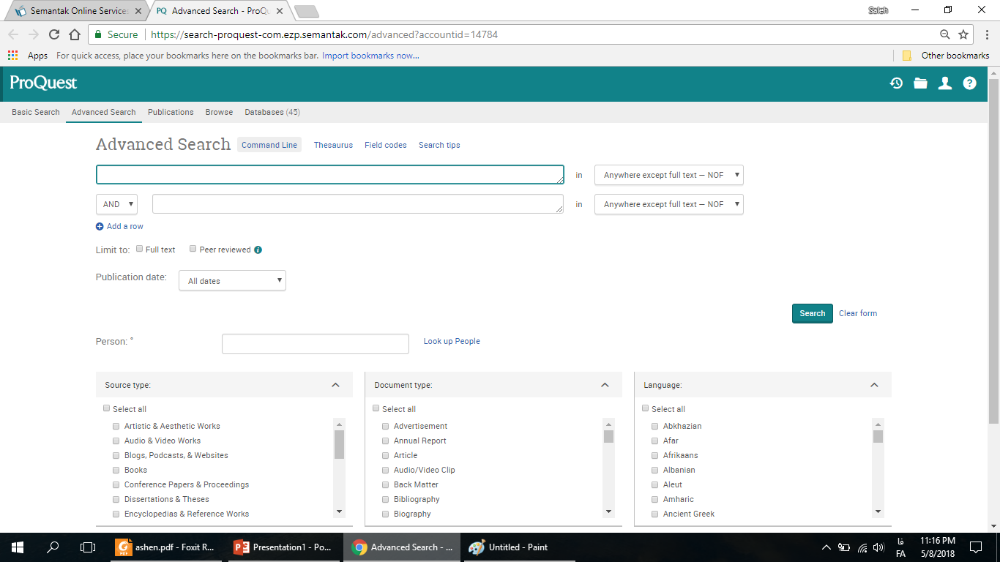 Semantak Online Services
Advanced Search - ProQu
Saleh
Secure
https://search-proquest-com.ezp.semantak.com/advanced?accountid=14784
Apps For quick access, place your bookmarks here on the bookmarks bar. Import bookmarks now... Other bookmarks
ProQuest
Basic Search Advanced Search Publications Browse Databases (45)
Advanced Search Command Line Thesaurus Field codes Search tips
in Anywhere except full text — NOF
AND in Anywhere except full text — NOF
Add a row
Limit to: Full text Peer reviewed
Publication date: All dates
Search Clear form
Person: * Look up People
Source type: Document type: Language:
Select all Select all Select all
Artistic & Aesthetic Works Advertisement Abkhazian
Audio & Video Works Annual Report Afar
Blogs, Podcasts, & Websites Article Afrikaans
Books Audio/Video Clip Albanian
Conference Papers & Proceedings Back Matter Aleut
Dissertations & Theses Bibliography Amharic
Encyclopedias & Reference Works Biography Ancient Greek
ashen.pdf - Foxit R... Presentation1 - Po... Advanced Search - ... Untitled - Paint
فا 11:16 PM
FA 5/8/2018